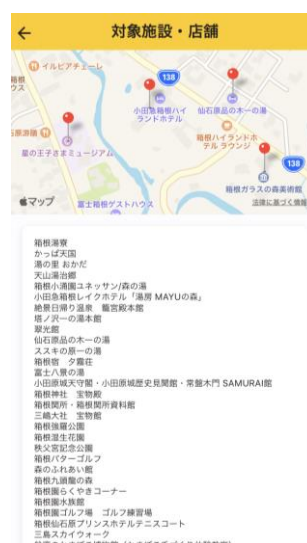 対象施設・店舗
イルピアチェーレ
138
小田急箱根ハイ
ランドホテル
仙石原品の木の一の湯
箱根ハイランドホ
テル ラウンジ
星の王子さまミュージアム
138
箱根ガラスの森美術館
富士箱根ゲストハウス
マップ
法律に基づく情報
箱根湯寮
かっぱ天国
湯の里 おかだ
天山湯治郷
箱根小涌園ユネッサン/森の湯
小田急箱根レイクホテル「湯房 MAYUの森」
絶景日帰り温泉 龍宮殿本館
塔ノ沢一の湯本館
翠光館
仙石原品の木一の湯
ススキの原一の湯
箱根宿 夕霧荘
富士八景の湯
小田原城天守閣・小田原城歴史見聞館・常盤木門 SAMURAI館
箱根神社 宝物殿
箱根関所・箱根関所資料館
三嶋大社 宝物館
箱根強羅公園
箱根湿生花園
秩父宮記念公園
箱根パターゴルフ
森のふれあい館
箱根九頭龍の森
箱根園らくやきコーナー
箱根園水族館
箱根園ゴルフ場 ゴルフ練習場
箱根仙石原プリンスホテルテニスコート
三島スカイウォーク